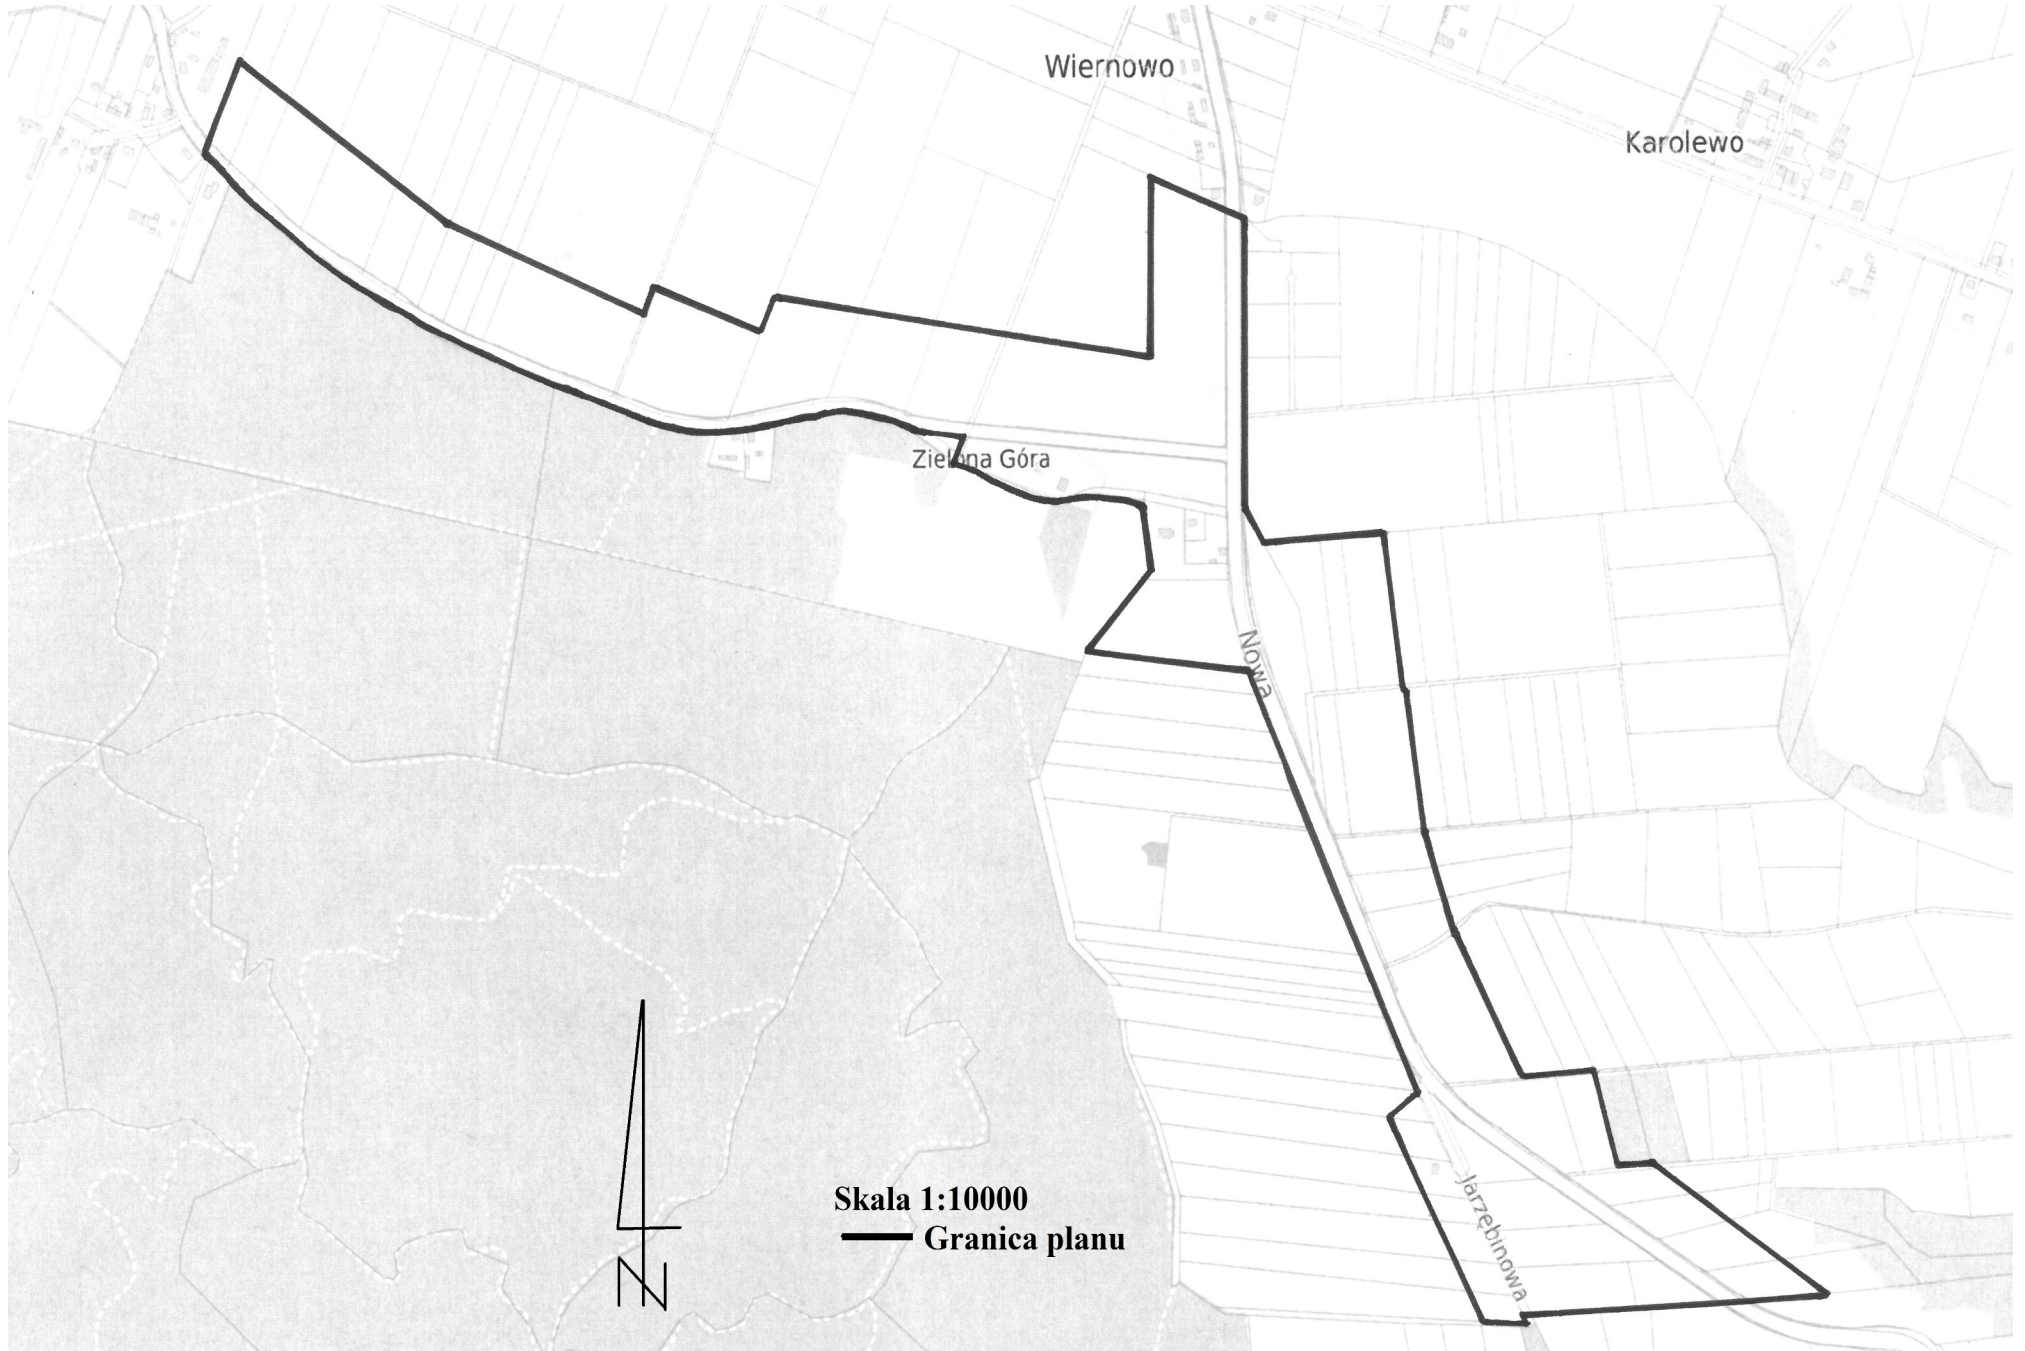 Wiernowo
Karolewo
Zielona Góra
Nowa
Jarzębinowa
Skala 1:10000
Granica planu
N